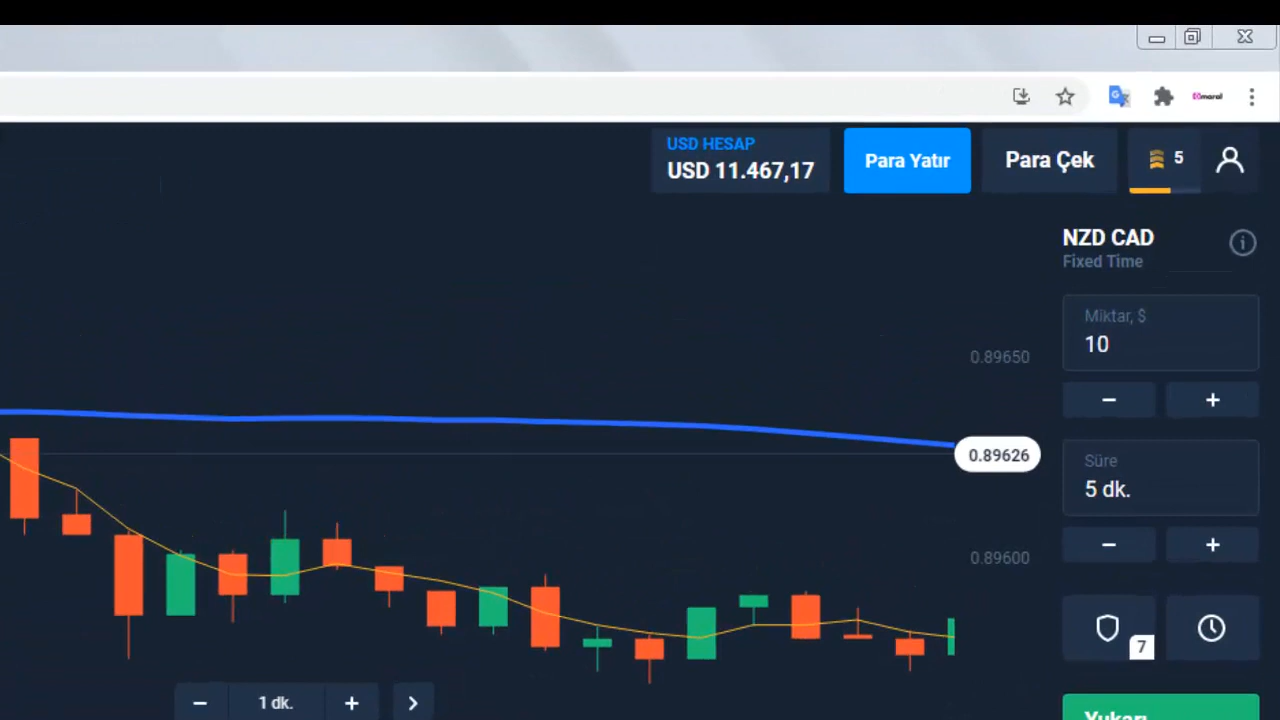 USD HESAP
USD 11.467,17
Para Yatır
Para Çek
5
NZD CAD
Fixed Time
Miktar, $
10
0.89650
0.89626
Süre
5 dk.
0.89600
7
1 dk.
Yukarı